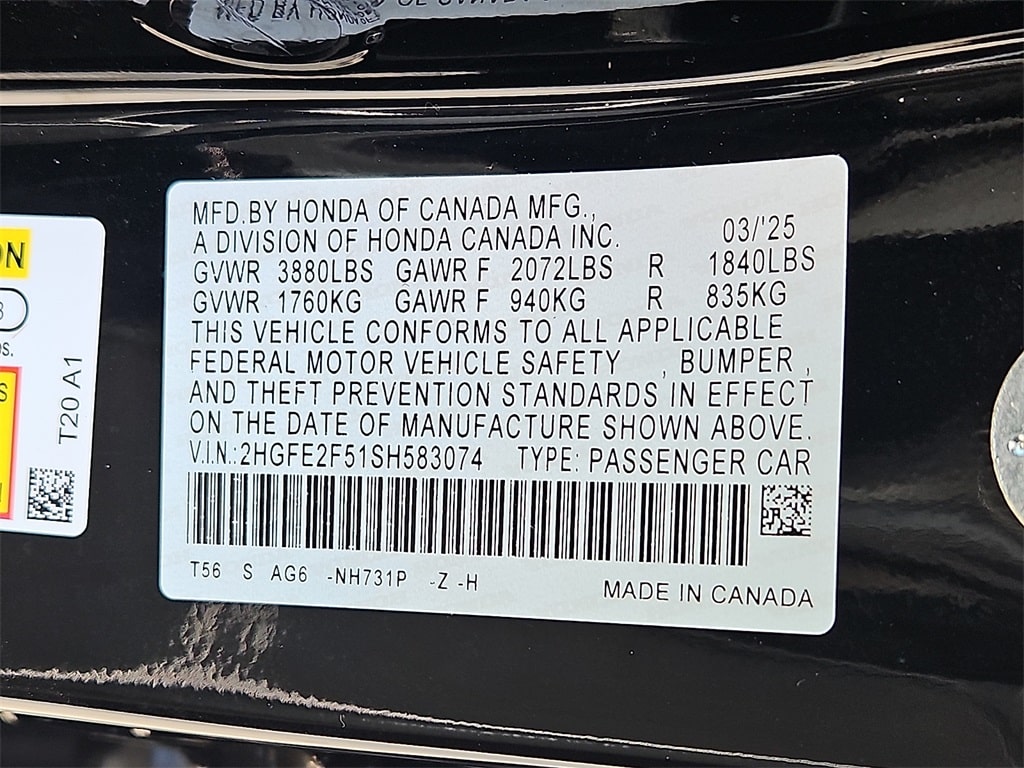 MFD.BY HONDA OF CANADA MFG.,
A DIVISION OF HONDA CANADA INC. 03/'25
GVWR 3880LBS GAWR F 2072LBS R 1840LBS
GVWR 1760KG GAWR F 940KG R 835KG
THIS VEHICLE CONFORMS TO ALL APPLICABLE
FEDERAL MOTOR VEHICLE SAFETY , BUMPER ,
AND THEFT PREVENTION STANDARDS IN EFFECT
ON THE DATE OF MANUFACTURE SHOWN ABOVE.
V.I.N.:2HGFE2F51SH583074 TYPE: PASSENGER CAR
T56 S AG6 -NH731P -Z -H
MADE IN CANADA
T20 A1